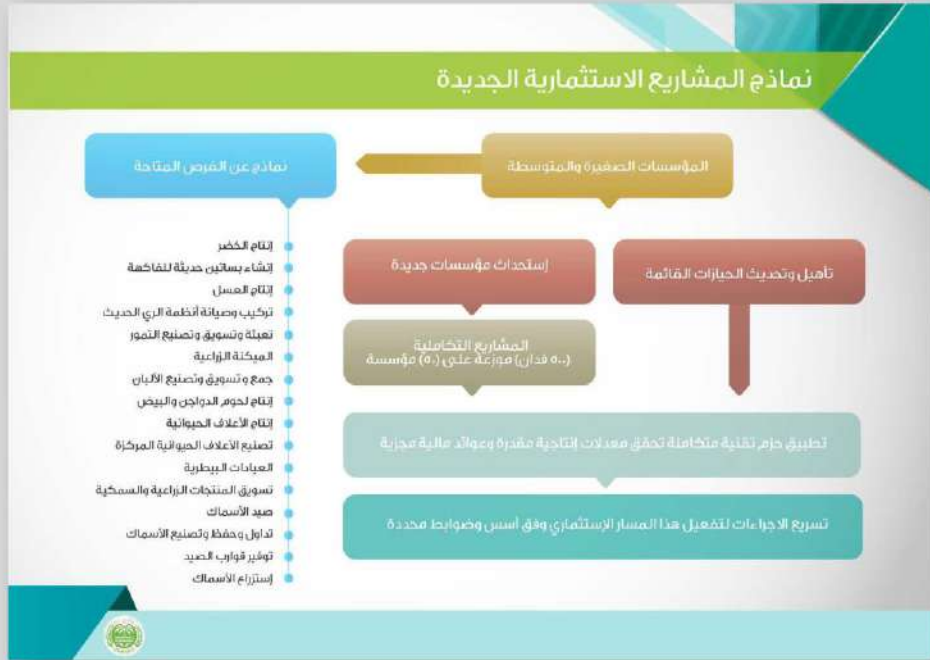 نماذج المشاريع الاستثمارية الجديدة
المؤسسات الصغيرة والمتوسطة
نماذج عن الفرص المتاحة
تأهيل وتحديث الحيازات القائمة
إستحداث مؤسسات جديدة
المشاريع التكاملية
(٥٠٠ فدان) موزعة على (٥٠) مؤسسة
تطبيق حزم تقنية متكاملة تحقق معدلات إنتاجية مقدرة وعوائد مالية مجزية
تسريع الاجراءات لتفعيل هذا المسار الإستثماري وفق أسس وضوابط محددة
إنتاج الخضر
إنشاء بساتين حديثة للفاكهة
إنتاج العسل
تركيب وصيانة أنظمة الري الحديث
تعبئة وتسويق وتصنيع التمور
الميكنة الزراعية
جمع وتسويق وتصنيع الألبان
إنتاج لحوم الدواجن والبيض
إنتاج الأعلاف الحيوانية
تصنيع الأعلاف الحيوانية المركزة
العيادات البيطرية
تسويق المنتجات الزراعية والسمكية
صيد الأسماك
تداول وحفظ وتصنيع الأسماك
توفير قوارب الصيد
إستزراع الأسماك